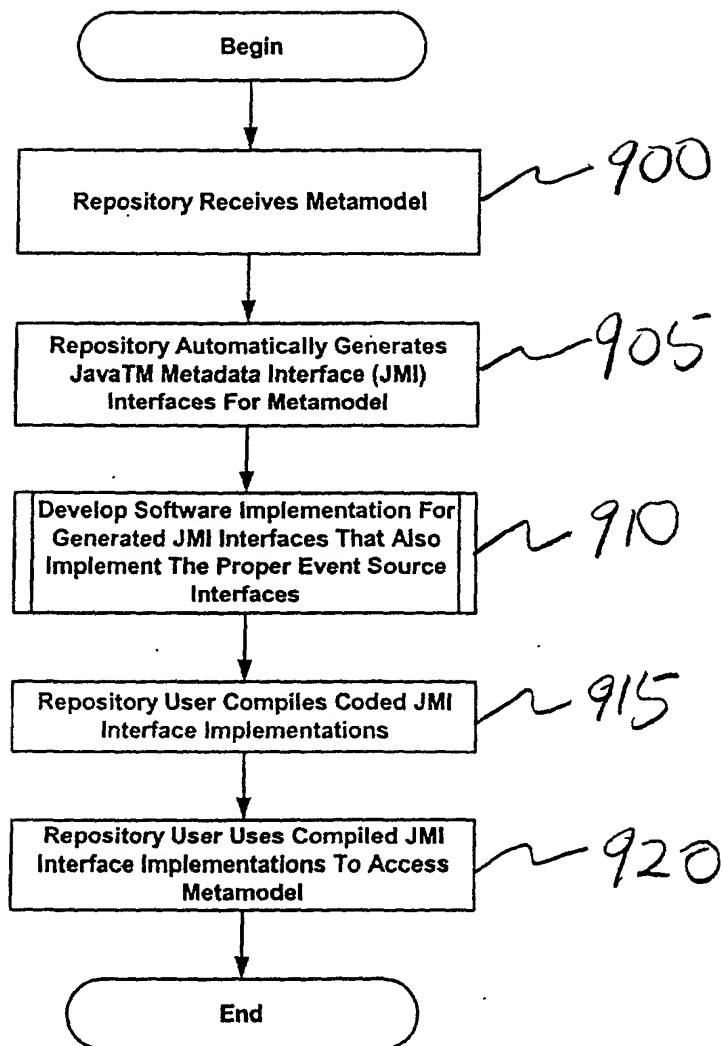 Begin
Repository Receives Metamodel
900
Repository Automatically Generates
JavaTM Metadata Interface (JMI)
Interfaces For Metamodel
905
Develop Software Implementation For
Generated JMI Interfaces That Also
Implement The Proper Event Source
Interfaces
910
Repository User Compiles Coded JMI
Interface Implementations
915
Repository User Uses Compiled JMI
Interface Implementations To Access
Metamodel
920
End